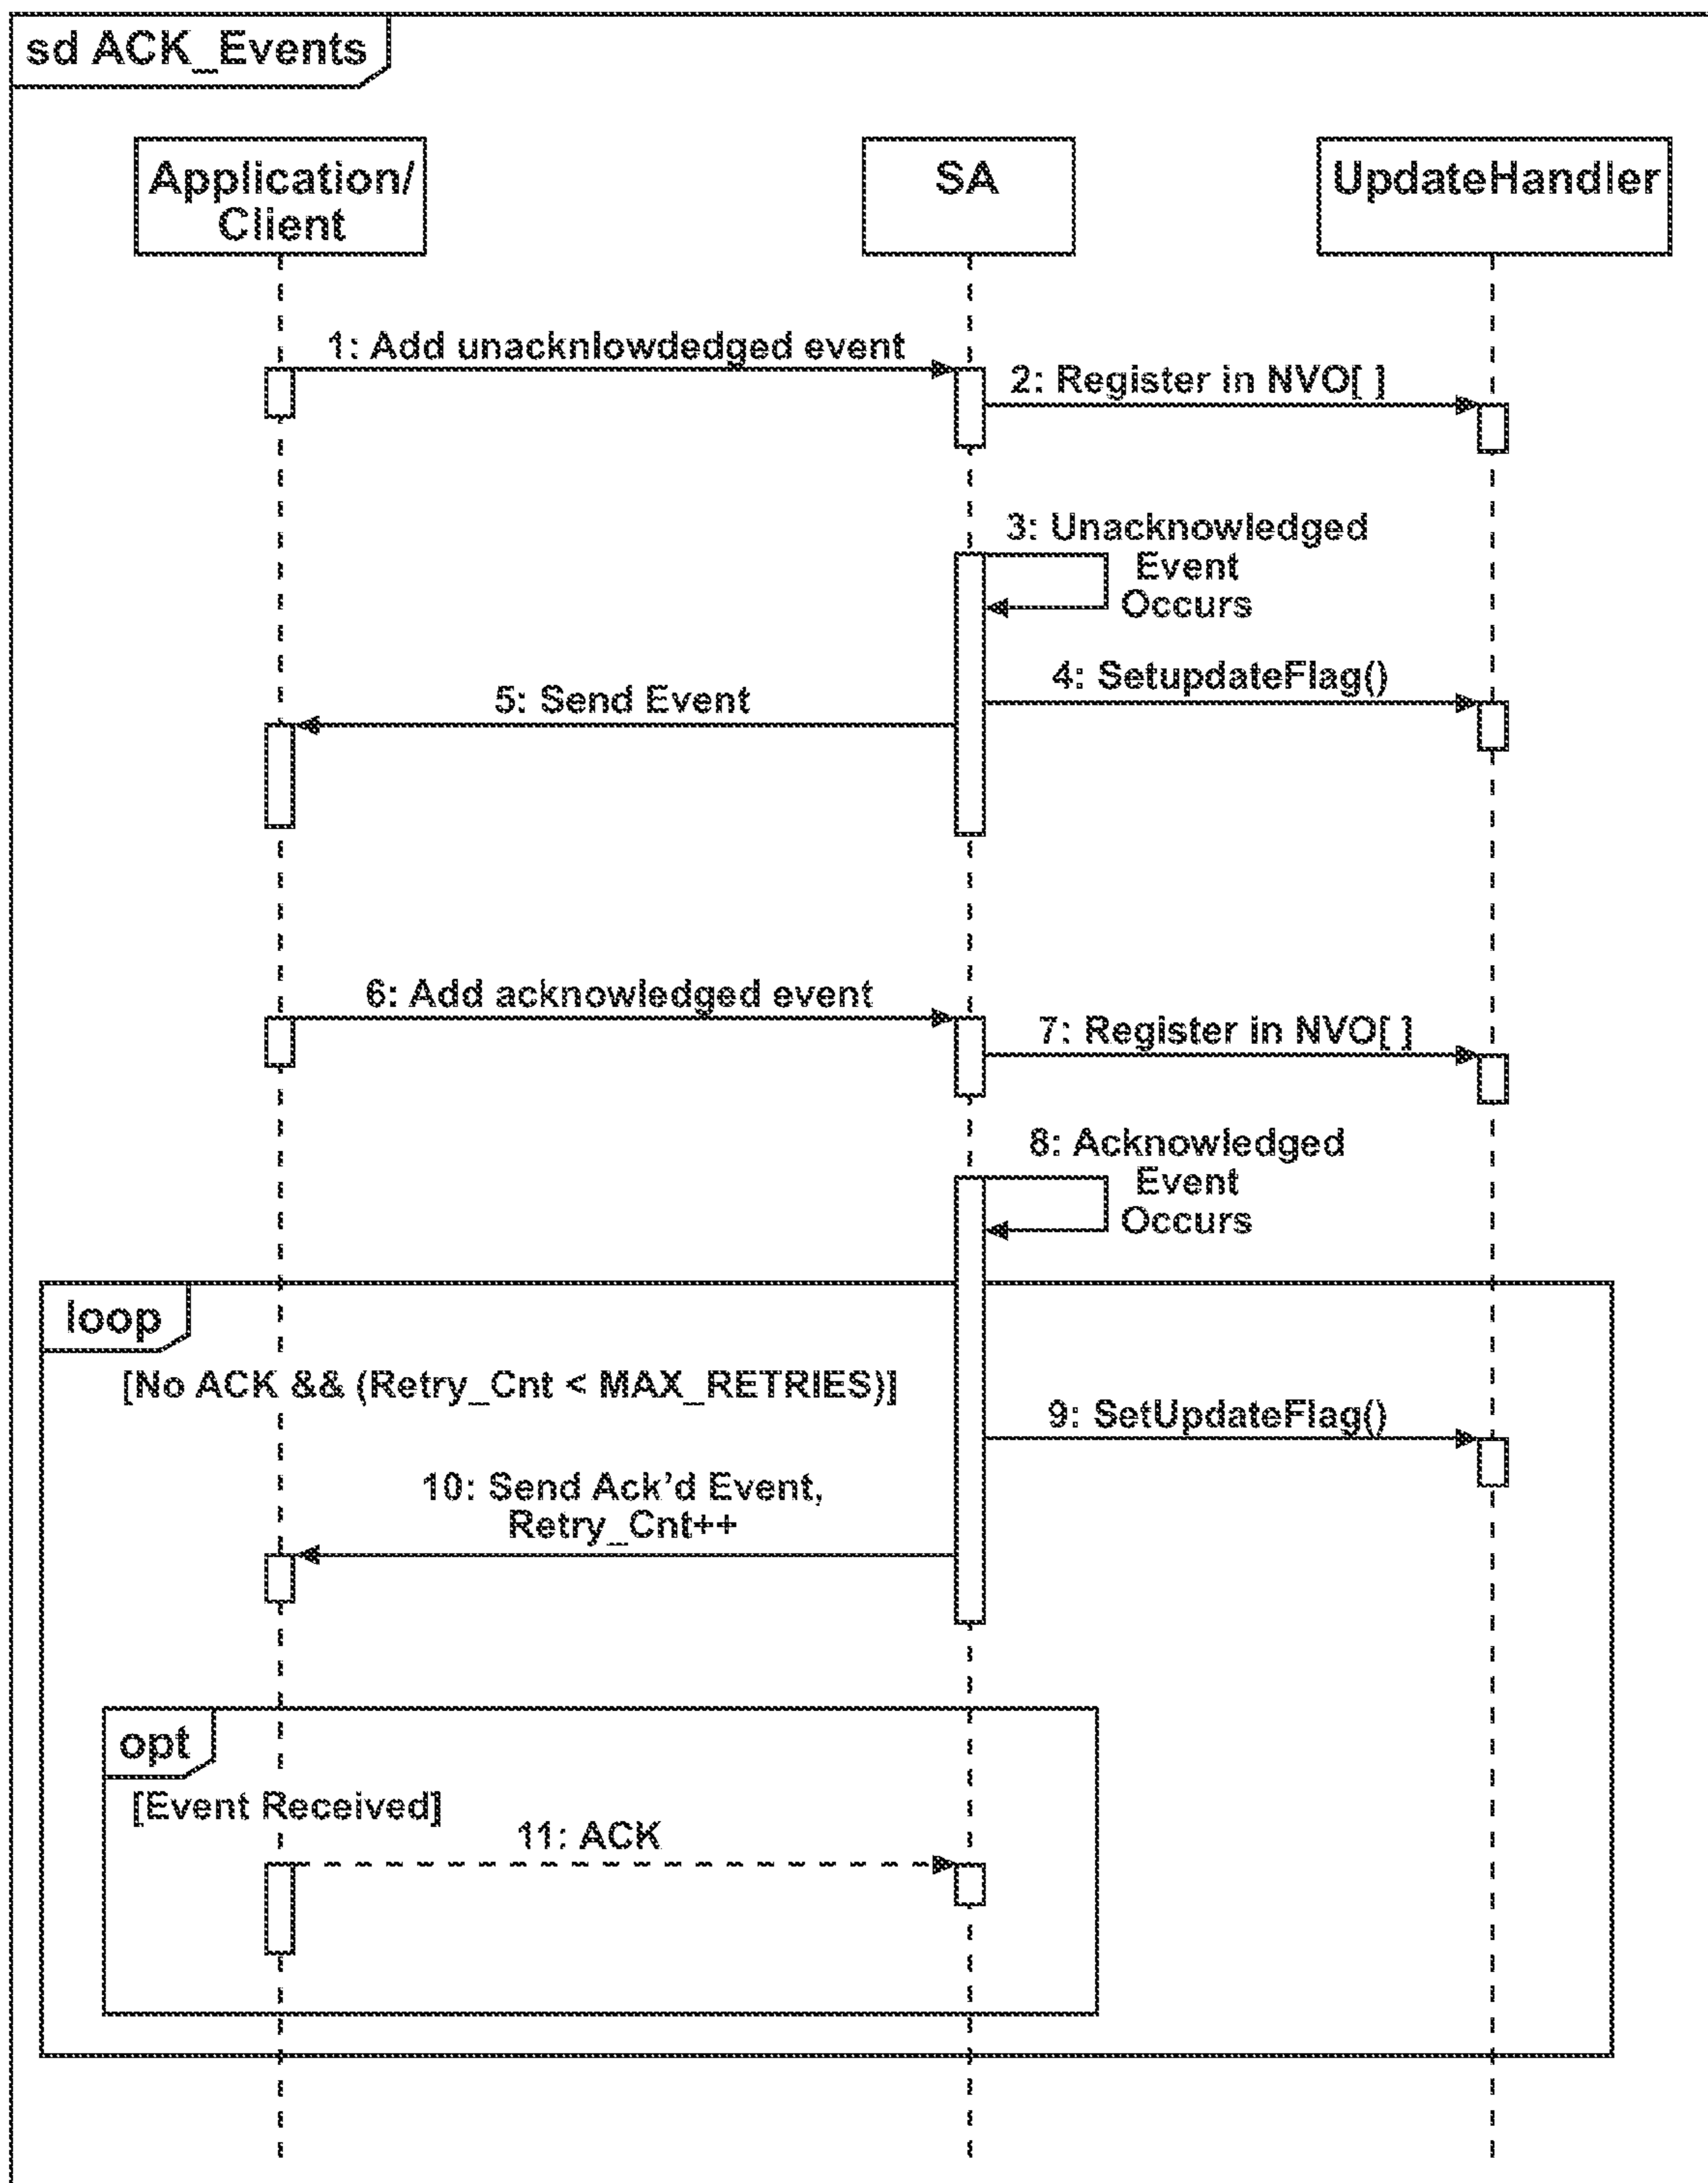 sd ACK_Events
Application/
Client
SA
UpdateHandler
1: Add unacknlowdedged event
2: Register in NVO[ ]
3: Unacknowledged
Event
Occurs
4: SetupdateFlag()
5: Send Event
6: Add acknowledged event
7: Register in NVO[ ]
8: Acknowledged
Event
Occurs
loop
[No ACK && (Retry_Cnt < MAX_RETRIES)]
9: SetUpdateFlag()
10: Send Ack'd Event,
Retry_Cnt++
opt
[Event Received]
11: ACK